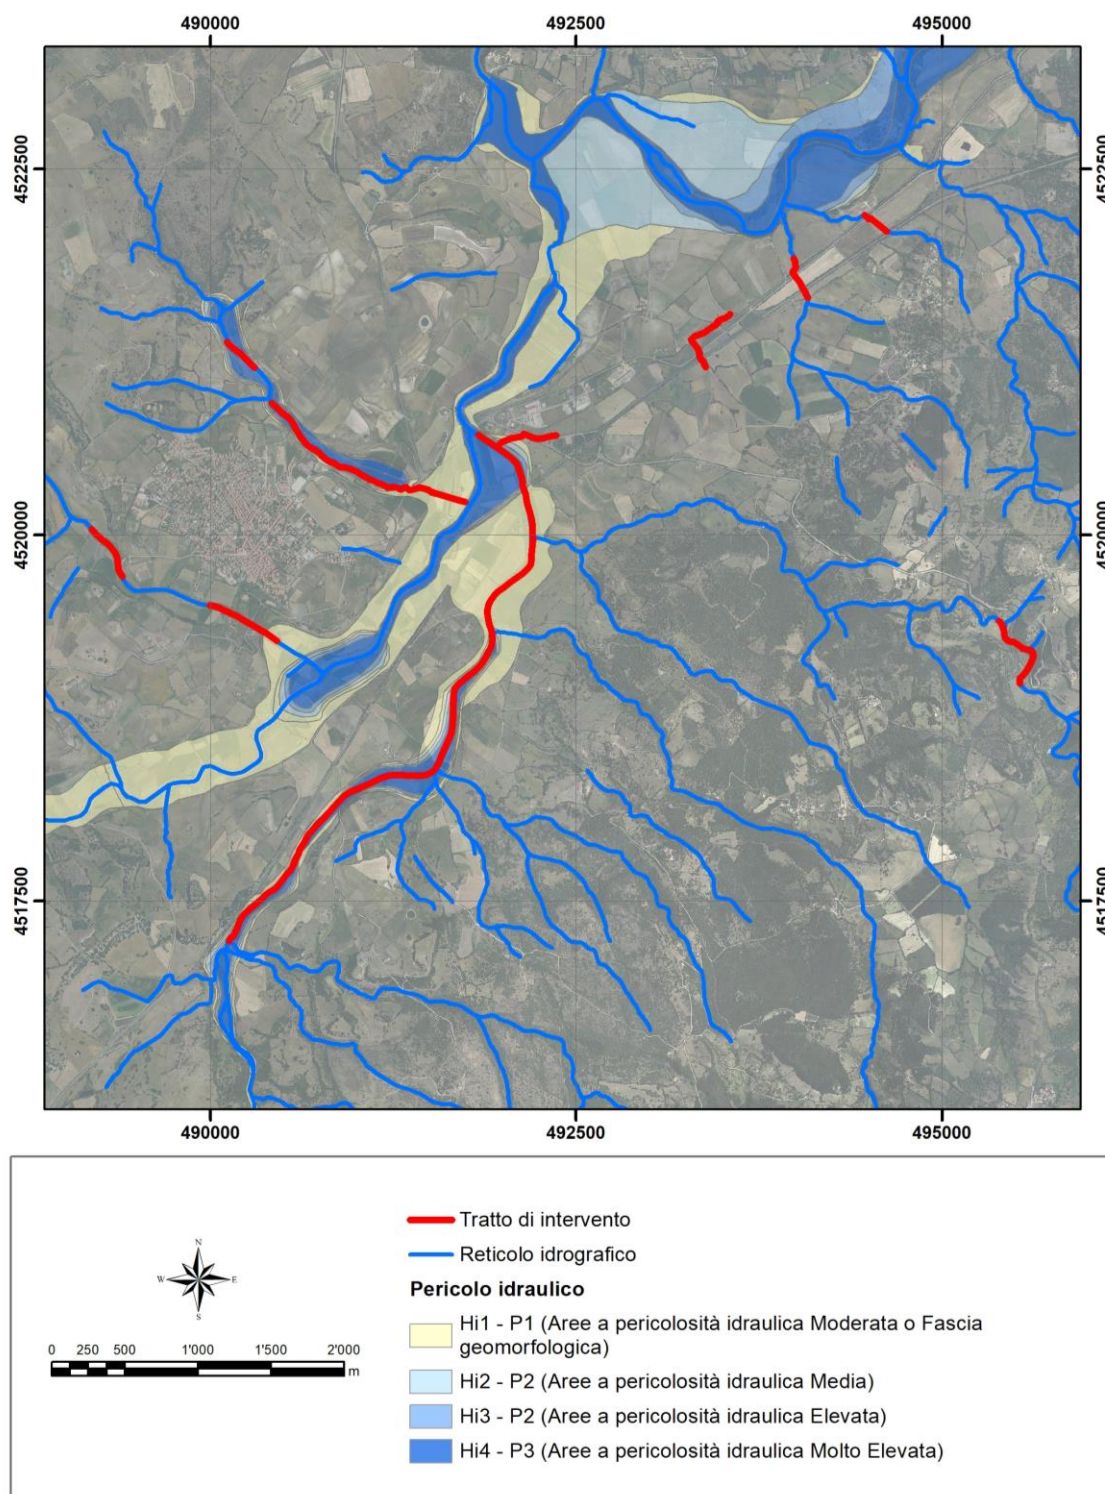 490000 492500 495000
4522500 4522500
4520000 4520000
4517500 4517500
490000 492500 495000
Tratto di intervento
Reticolo idrografico
Pericolo idraulico
Hi1 - P1 (Aree a pericolosità idraulica Moderata o Fascia
geomorfologica)
Hi2 - P2 (Aree a pericolosità idraulica Media)
Hi3 - P2 (Aree a pericolosità idraulica Elevata)
Hi4 - P3 (Aree a pericolosità idraulica Molto Elevata)
N
W E
S
0 250 500 1'000 1'500 2'000
m